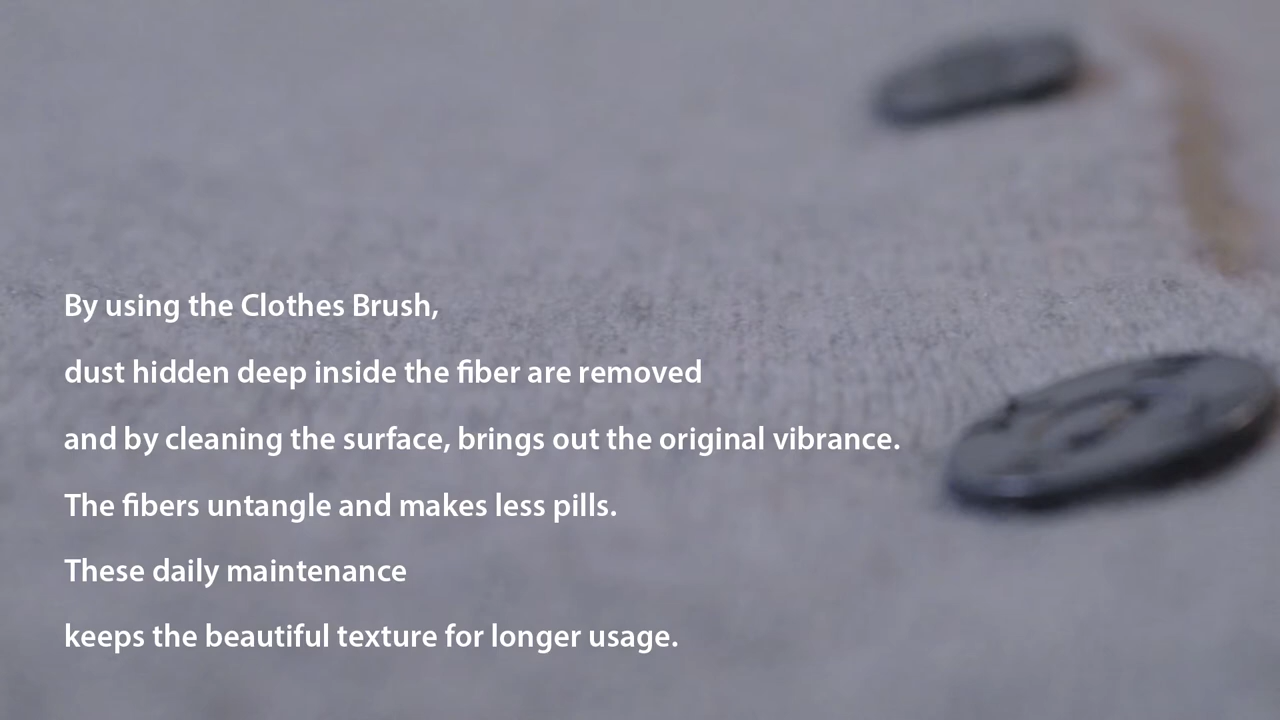 By using the Clothes Brush,
dust hidden deep inside the fiber are removed
and by cleaning the surface, brings out the original vibrance.
The fibers untangle and makes less pills.
These daily maintenance
keeps the beautiful texture for longer usage.